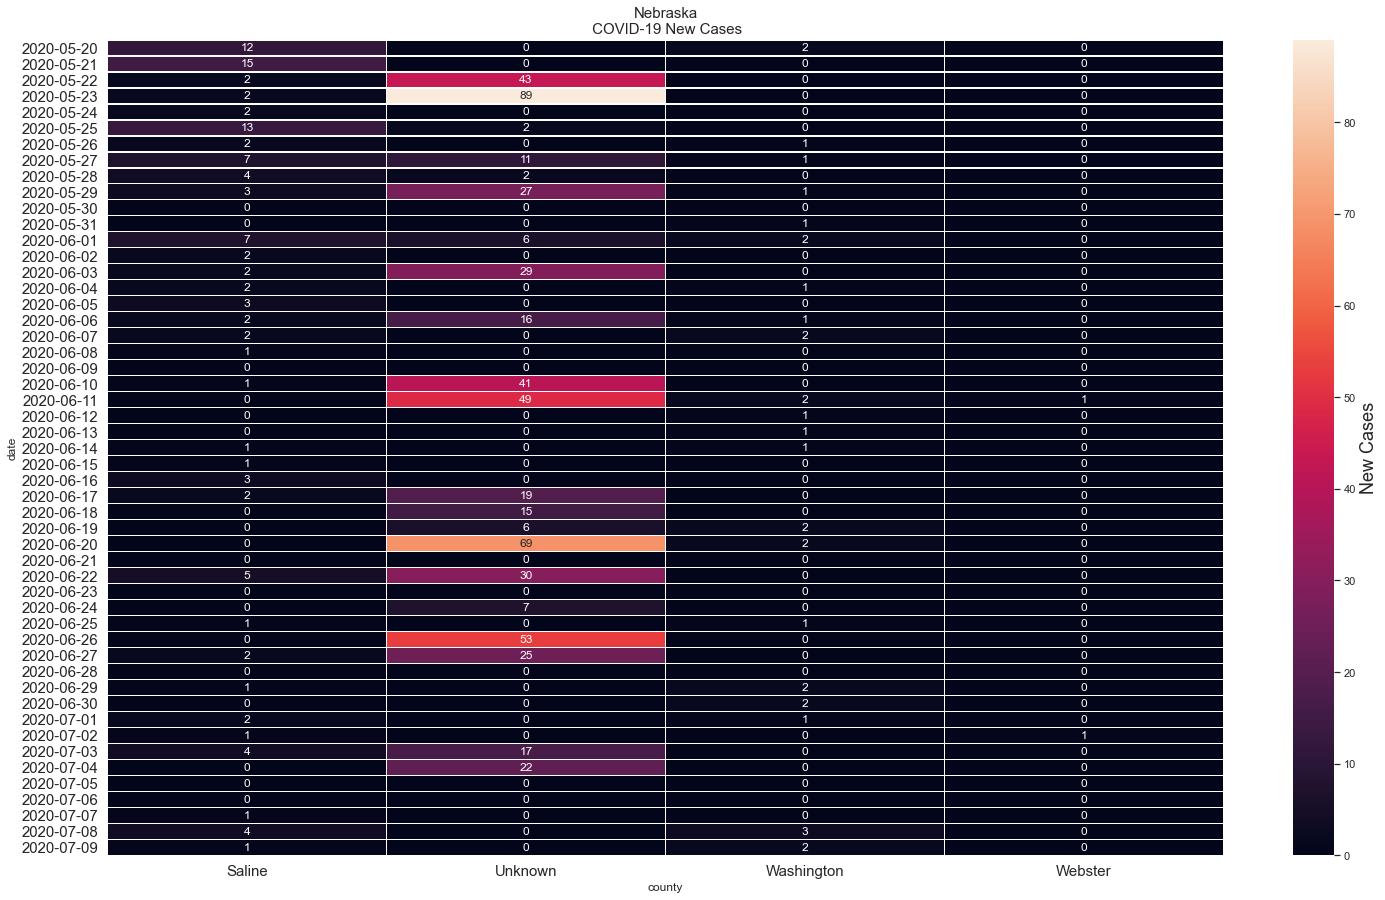 Nebraska
COVID-19 New Cases
2020-05-20 12 0 2 0
2020-05-21 15 0 0 0
2020-05-22 2 43 0 0
2020-05-23 2 89 0 0
2020-05-24 2 0 0 0
2020-05-25 13 2 0 0
2020-05-26 2 0 1 0
2020-05-27 7 11 1 0
2020-05-28 4 2 0 0
2020-05-29 3 27 1 0
2020-05-30 0 0 0 0
2020-05-31 0 0 1 0
2020-06-01 7 6 2 0
2020-06-02 2 0 0 0
2020-06-03 2 29 0 0
2020-06-04 2 0 1 0
2020-06-05 3 0 0 0
2020-06-06 2 16 1 0
2020-06-07 2 0 2 0
2020-06-08 1 0 0 0
2020-06-09 0 0 0 0
2020-06-10 1 41 0 0
2020-06-11 0 49 2 1
2020-06-12 0 0 1 0
2020-06-13 0 0 1 0
2020-06-14 1 0 1 0
2020-06-15 1 0 0 0
2020-06-16 3 0 0 0
2020-06-17 2 19 0 0
2020-06-18 0 15 0 0
2020-06-19 0 6 2 0
2020-06-20 0 69 2 0
2020-06-21 0 0 0 0
2020-06-22 5 30 0 0
2020-06-23 0 0 0 0
2020-06-24 0 7 0 0
2020-06-25 1 0 1 0
2020-06-26 0 53 0 0
2020-06-27 2 25 0 0
2020-06-28 0 0 0 0
2020-06-29 1 0 2 0
2020-06-30 0 0 2 0
2020-07-01 2 0 1 0
2020-07-02 1 0 0 1
2020-07-03 4 17 0 0
2020-07-04 0 22 0 0
2020-07-05 0 0 0 0
2020-07-06 0 0 0 0
2020-07-07 1 0 0 0
2020-07-08 4 0 3 0
2020-07-09 1 0 2 0
Saline Unknown Washington Webster
county
date
80
70
60
50
40
30
20
10
0
New Cases